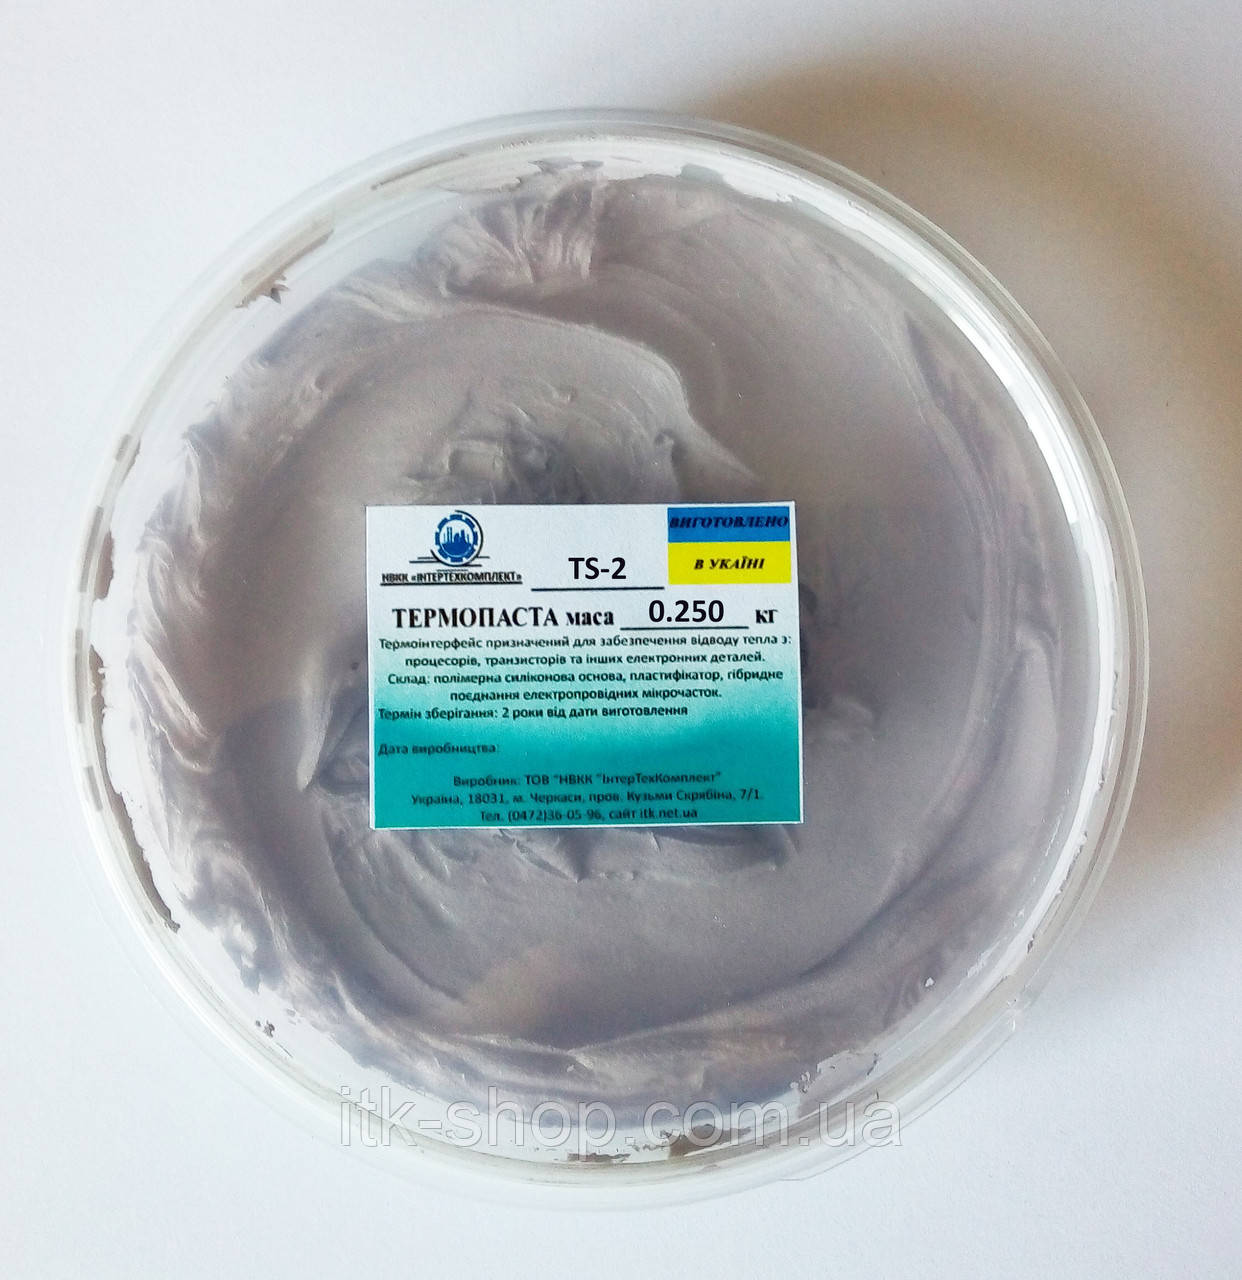 НВКК «ІНТЕРТЕХКОМПЛЕКТ»
TS-2
ВИГОТОВЛЕНО
В УКАЇНІ
ТЕРМОПАСТА маса 0.250 кг
Термоінтерфейс призначений для забезпечення відводу тепла з:
процесорів, транзисторів та інших електронних деталей.
Склад: полімерна силіконова основа, пластифікатор, гібридне
поєднання електропровідних мікрочасток.
Термін зберігання: 2 роки від дати виготовлення
Дата виробництва:
Виробник: ТОВ "НВКК "ІнтерТехКомплект"
Україна, 18031, м. Черкаси, пров. Кузьми Скрябіна, 7/1.
Тел. (0472)36-05-96, сайт itk.net.ua
itk-shop.com.ua